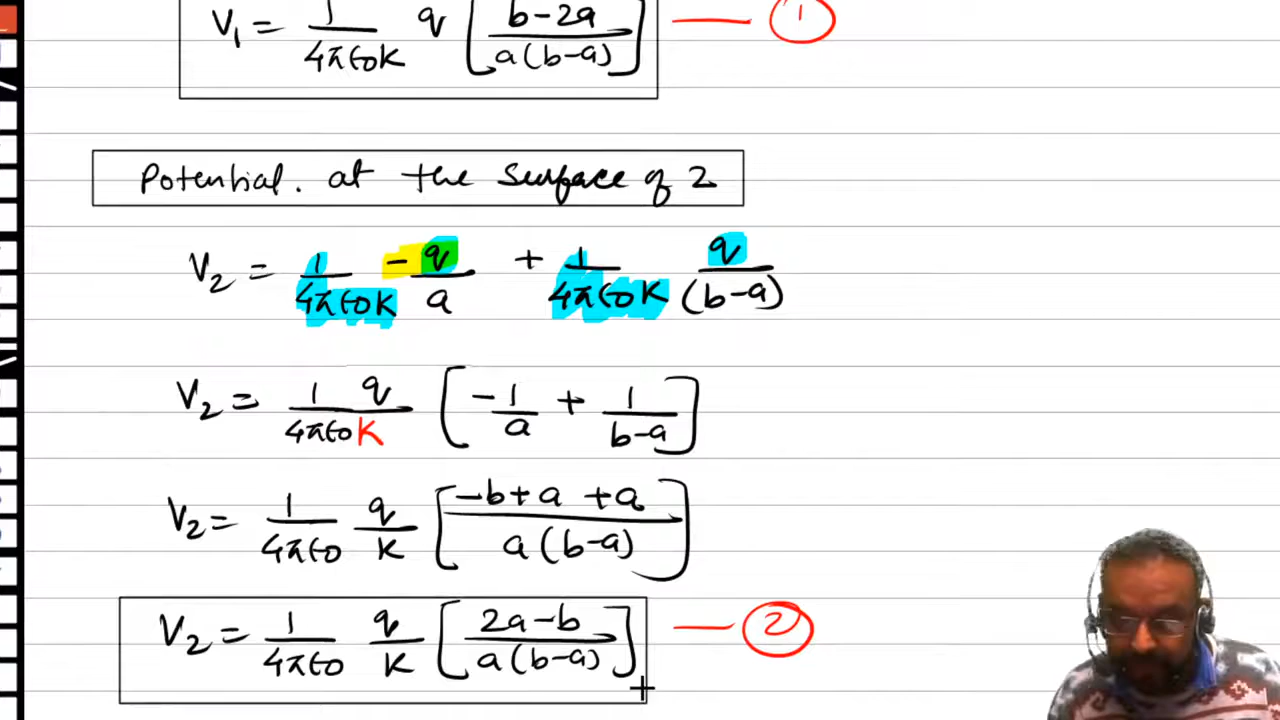 V₁ = 1/4πε0K q [b-2a / a(b-a)] — ①
Potential. at the surface of 2
V₂ = 1/4πε0K -q/a + 1/4πε0K q/(b-a)
V₂ = 1 q/4πε0K [-1/a + 1/b-a]
V₂ = 1/4πε0 q/K [-b+a +a / a(b-a)]
V₂ = 1/4πε0 q/K [2a-b / a(b-a)] — ②